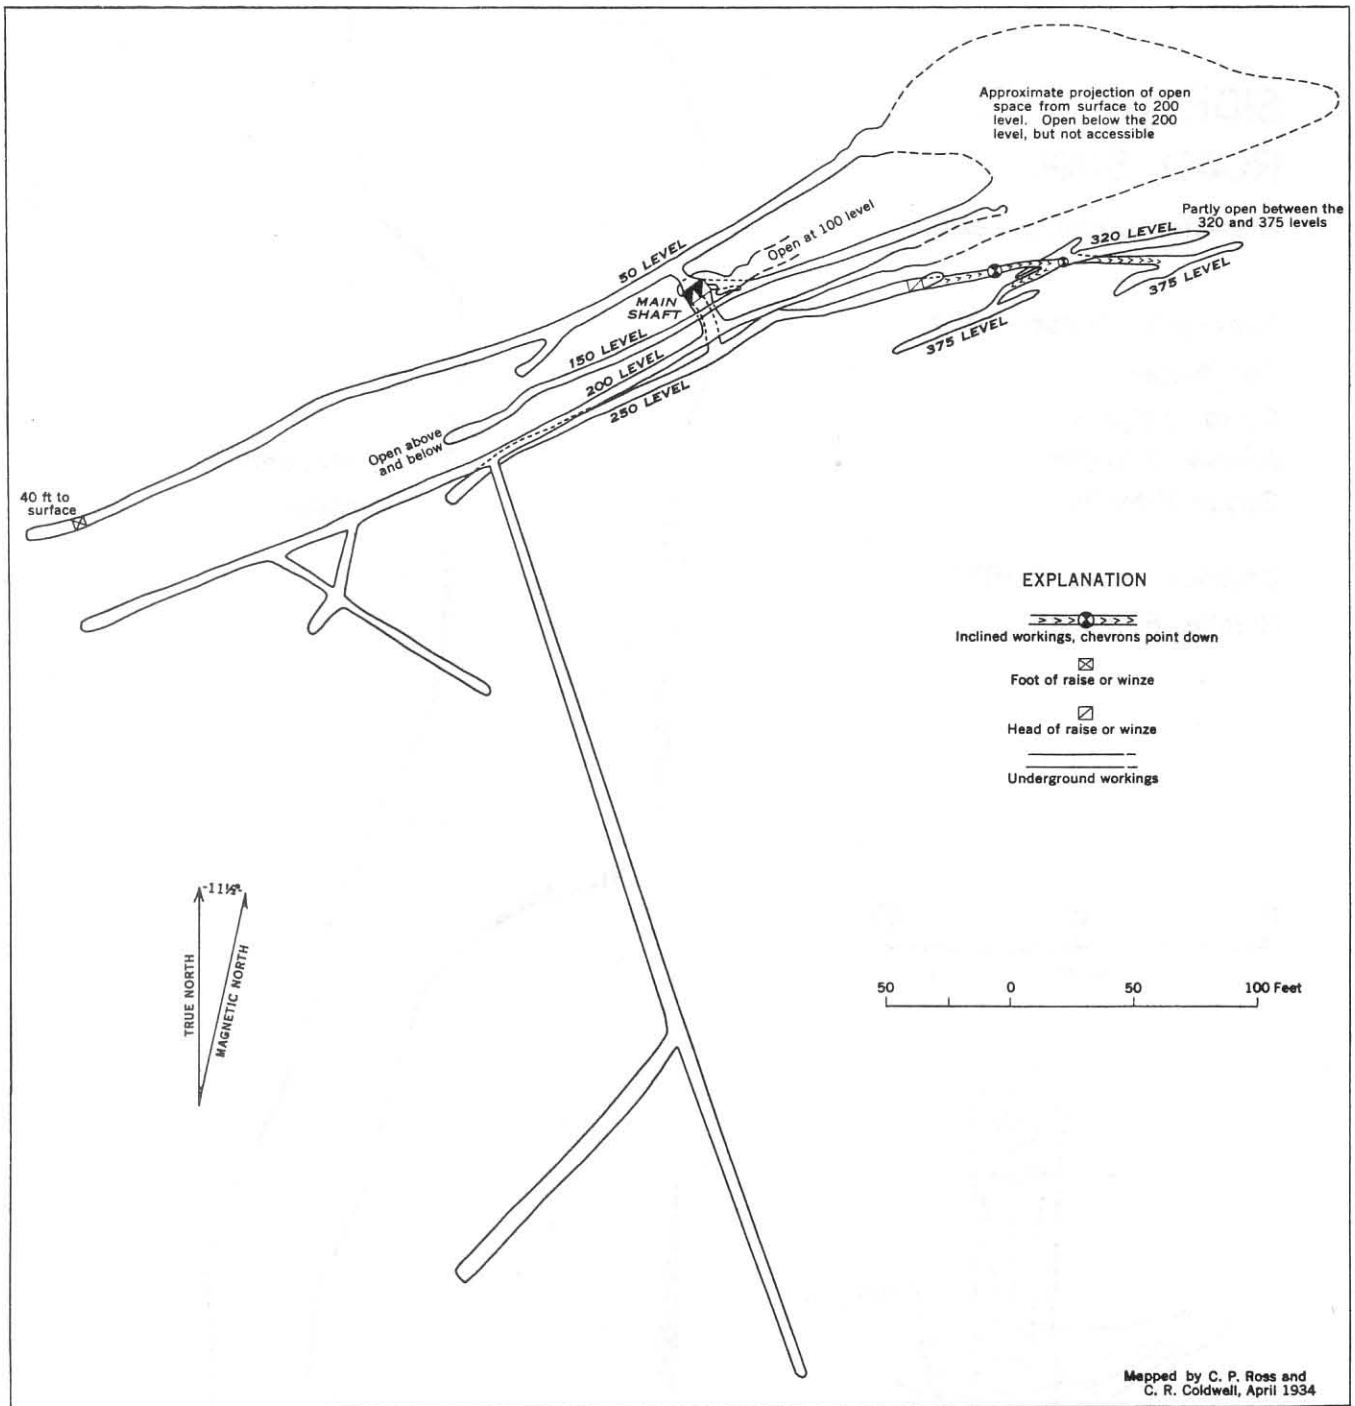 Approximate projection of open
space from surface to 200
level. Open below the 200
level, but not accessible
Partly open between the
320 and 375 levels
Open at 100 level
320 LEVEL
375 LEVEL
50 LEVEL
MAIN
SHAFT
375 LEVEL
150 LEVEL
200 LEVEL
250 LEVEL
Open above
and below
40 ft to
surface
EXPLANATION
Inclined workings, chevrons point down
Foot of raise or winze
Head of raise or winze
Underground workings
11½°
TRUE NORTH
MAGNETIC NORTH
50 0 50 100 Feet
Mapped by C. P. Ross and
C. R. Coldwell, April 1934